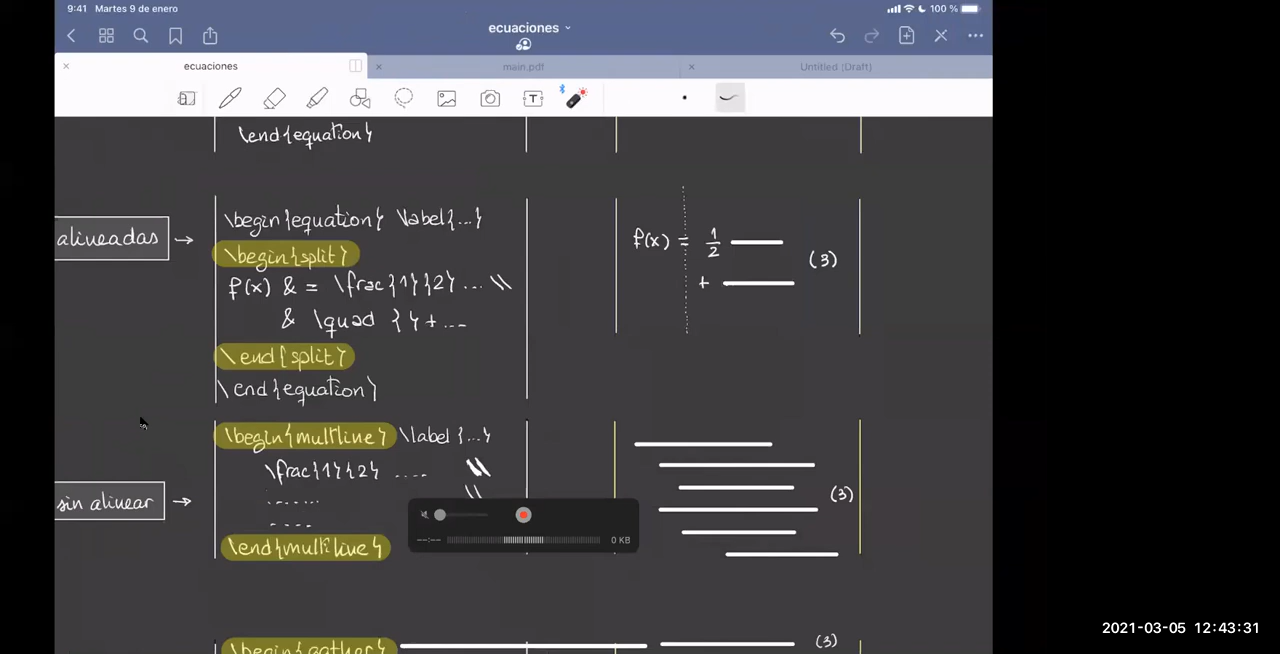 9:41 Martes 9 de enero
100 %
ecuaciones
ecuaciones
main.pdf
Untitled (Draft)
\end{equation}
alineadas →
\begin{equation} \label{...}
\begin{split}
f(x) & = \frac{1}{2} ... \\
& \quad {} + ...
\end{split}
\end{equation}
f(x) = 1/2
+
(3)
sin alinear →
\begin{multline} \label{...}
\frac{1}{2} .... \\
...... \\
....
\end{multline}
(3)
--:-- 0 KB
\begin{gather}
(3)
2021-03-05 12:43:31